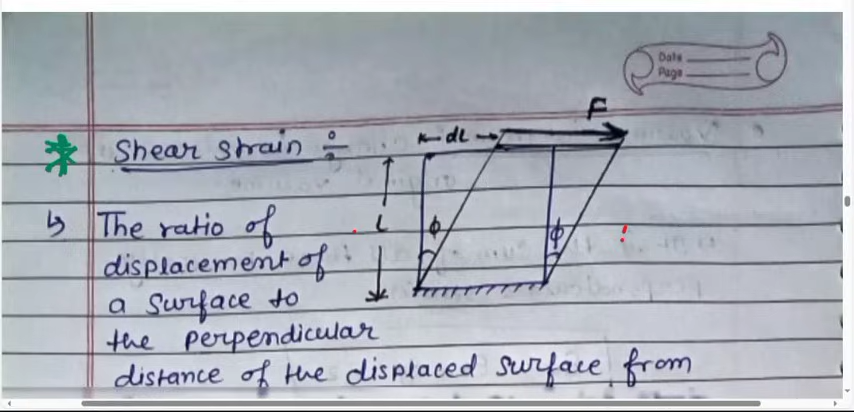 Date
Page
F
Shear strain :-
dL
↳ The ratio of
L
φ
φ
displacement of
a surface to
the perpendicular
distance of the displaced surface from